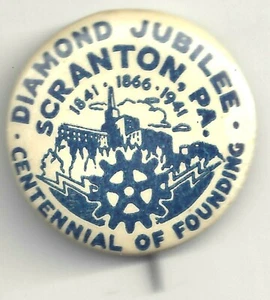 · DIAMOND JUBILEE ·
SCRANTON, PA.
1841 · 1866 · 1941
CENTENNIAL OF FOUNDING